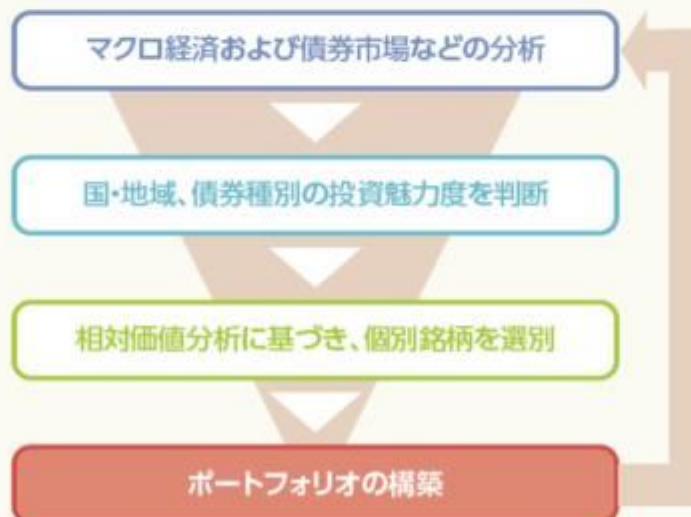 マクロ経済および債券市場などの分析
国・地域、債券種別の投資魅力度を判断
相対価値分析に基づき、個別銘柄を選別
ポートフォリオの構築